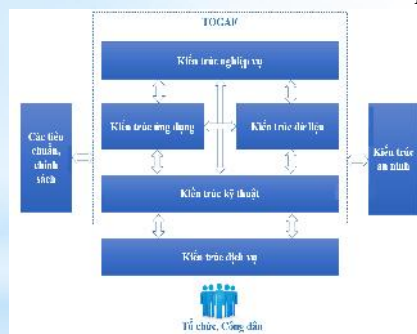 TOGAF
Kiến trúc nghiệp vụ
Kiến trúc ứng dụng
Kiến trúc dữ liệu
Các tiêu
chuẩn,
chính
sách
Kiến trúc
an ninh
Kiến trúc kỹ thuật
Kiến trúc dịch vụ
Tổ chức, Công dân